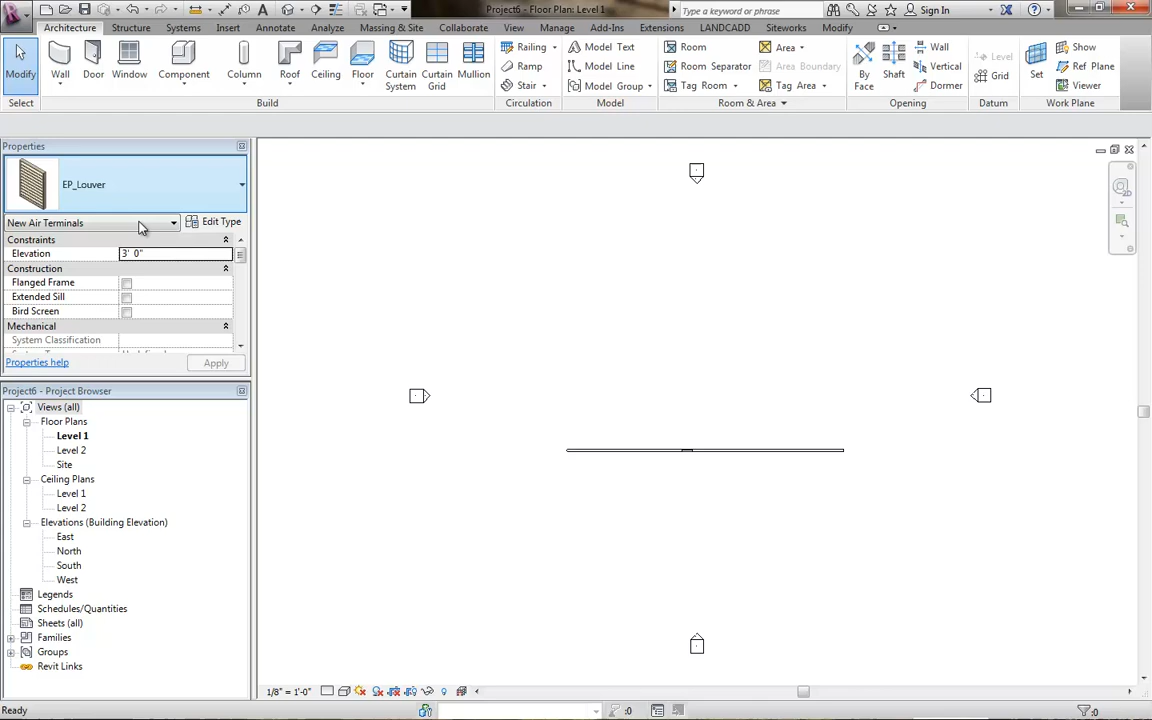 Project6 - Floor Plan: Level 1
Type a keyword or phrase
Sign In
Architecture Structure Systems Insert Annotate Analyze Massing & Site Collaborate View Manage Add-Ins Extensions LANDCADD Siteworks Modify
Modify
Wall
Door
Window
Component
Column
Roof
Ceiling
Floor
Curtain System
Curtain Grid
Mullion
Railing
Ramp
Stair
Model Text
Model Line
Model Group
Room
Room Separator
Tag Room
Area
Area Boundary
Tag Area
By Face
Shaft
Wall
Vertical
Dormer
Level
Grid
Set
Show
Ref Plane
Viewer
Select
Build
Circulation
Model
Room & Area
Opening
Datum
Work Plane
Properties
EP_Louver
New Air Terminals
Edit Type
Constraints
Elevation 3' 0"
Construction
Flanged Frame
Extended Sill
Bird Screen
Mechanical
System Classification
Properties help
Apply
Project6 - Project Browser
Views (all)
Floor Plans
Level 1
Level 2
Site
Ceiling Plans
Level 1
Level 2
Elevations (Building Elevation)
East
North
South
West
Legends
Schedules/Quantities
Sheets (all)
Families
Groups
Revit Links
1/8" = 1'-0"
Ready
:0
:0